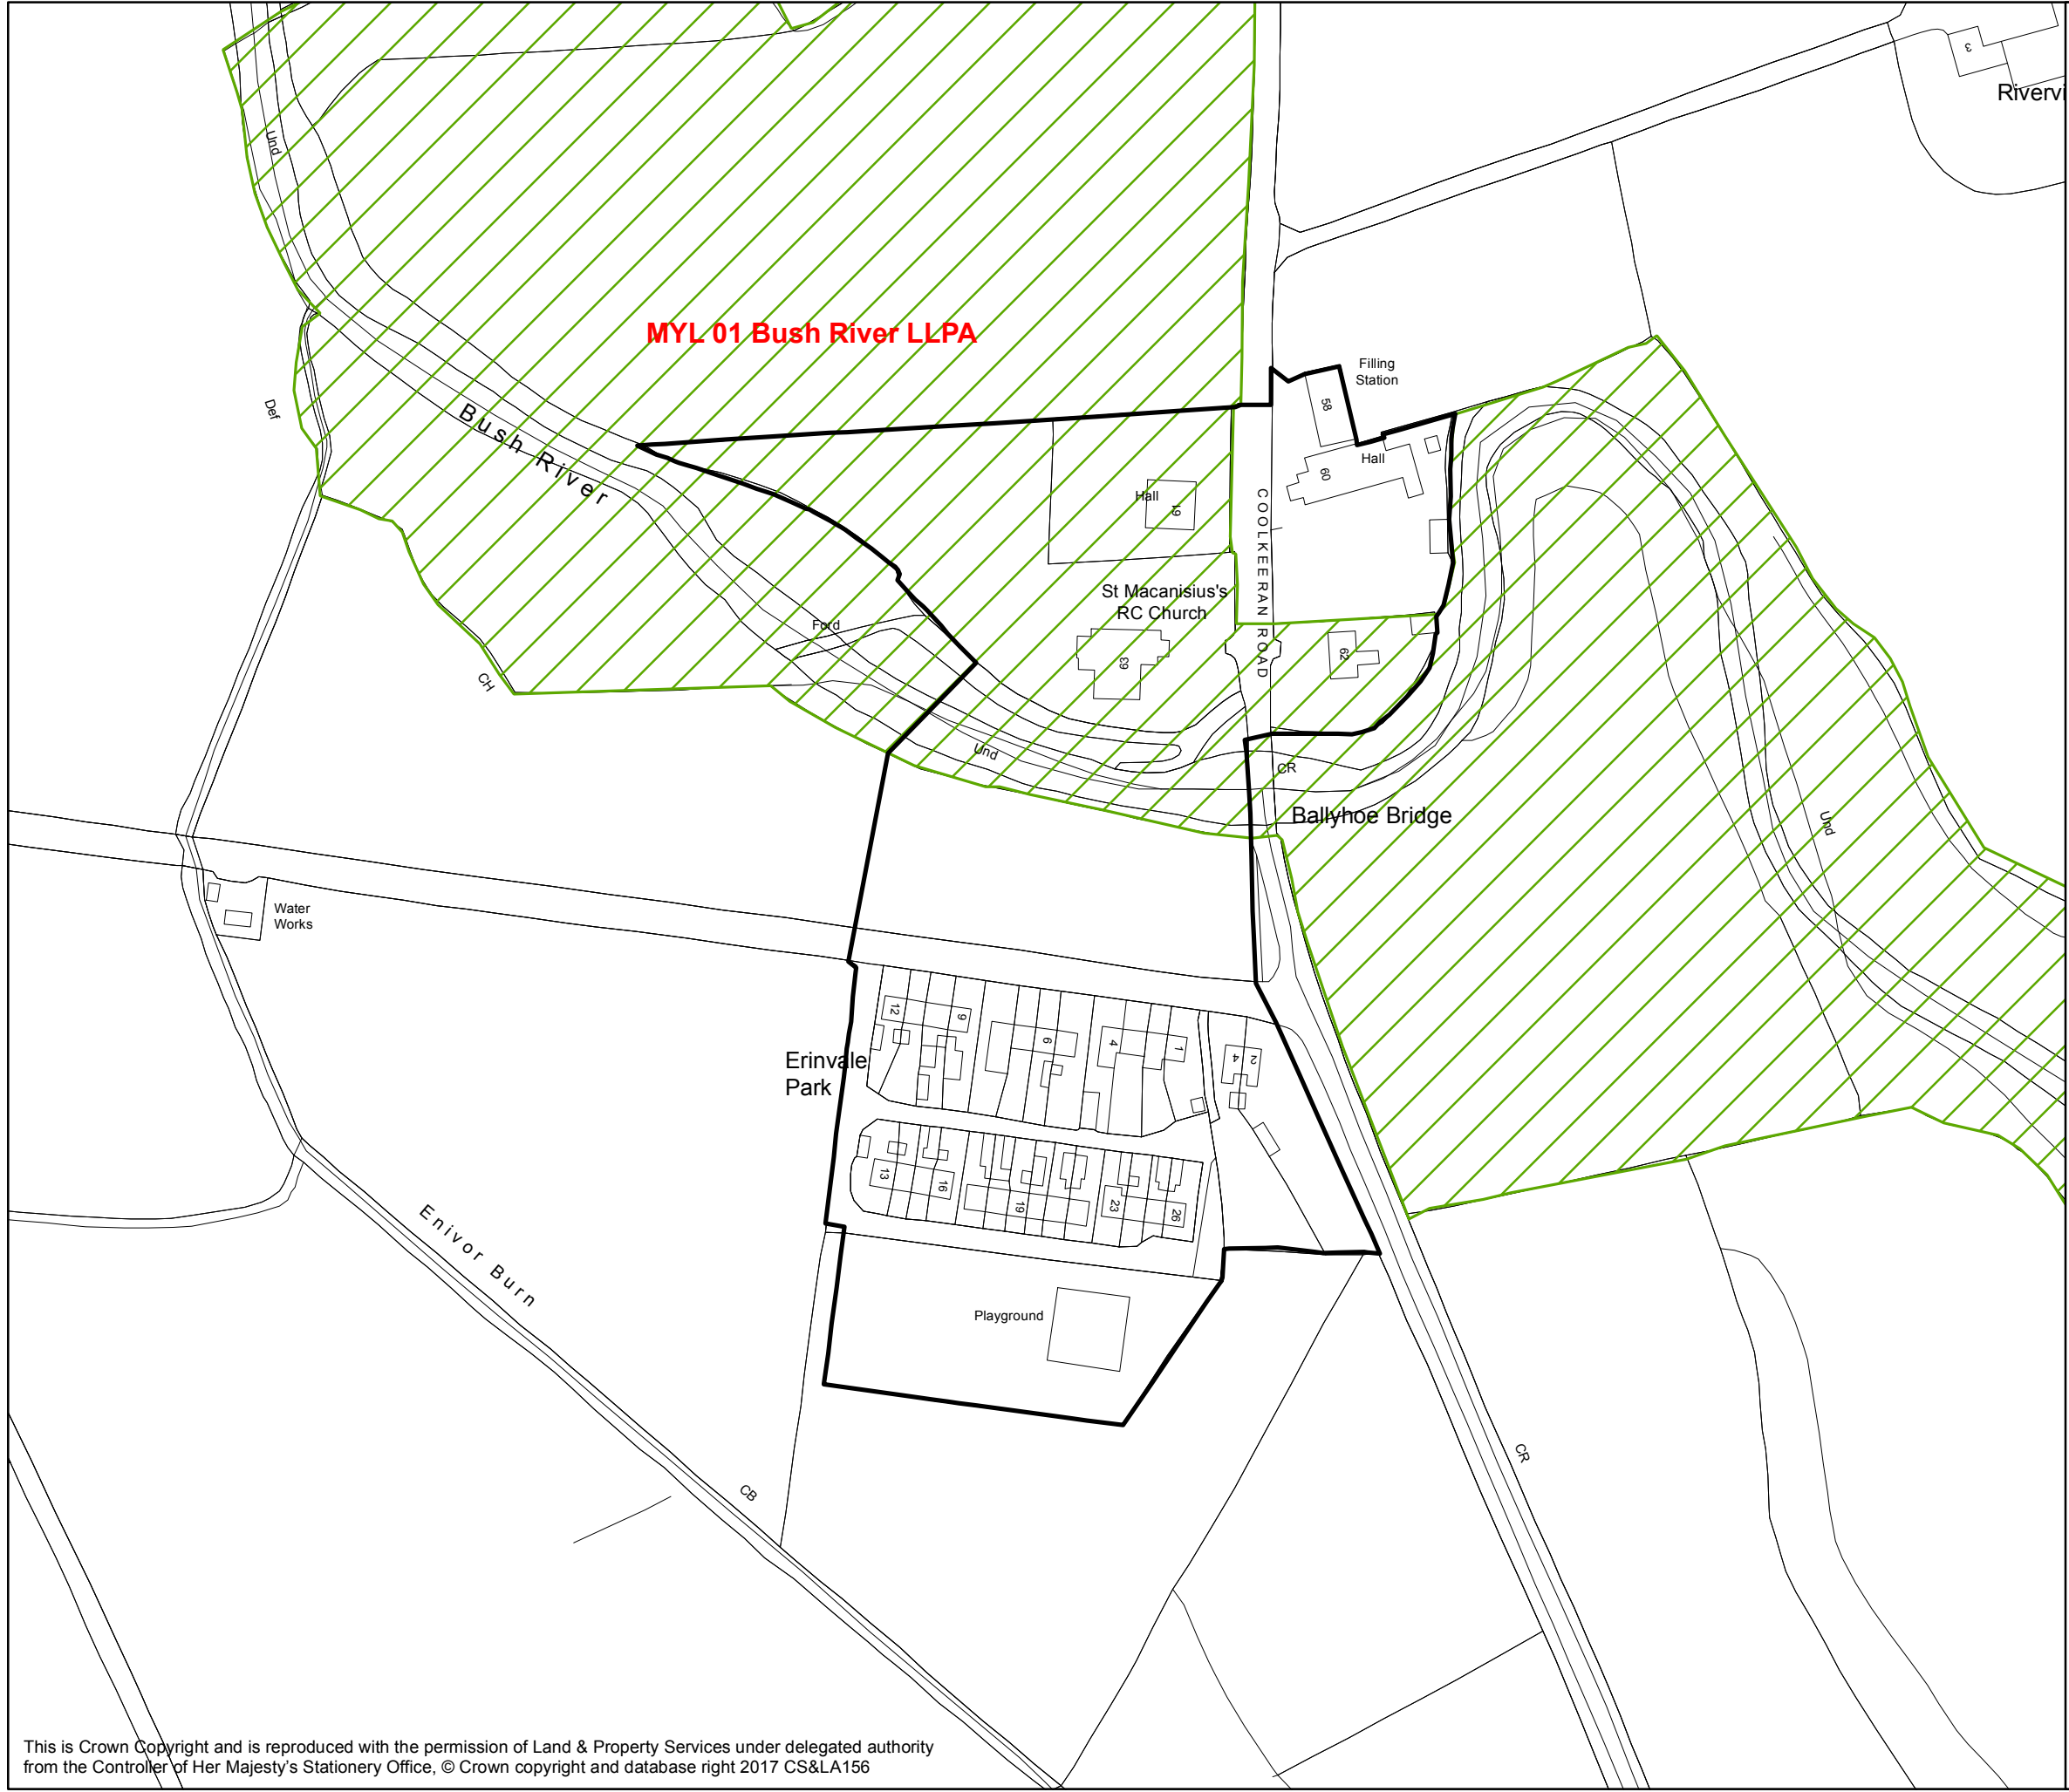 3
Rivervi
Und
MYL 01 Bush River LLPA
Filling
Station
58
Def
Bush River
Hall
60
Hall
61
COOLKEERAN ROAD
St Macanisius's
RC Church
Ford
62
63
CH
Und
CR
Ballyhoe Bridge
Und
Water
Works
12
9
6
4
1
2
4
Erinvale
Park
13
16
19
23
26
Enivor Burn
Playground
CR
CB
This is Crown Copyright and is reproduced with the permission of Land & Property Services under delegated authority
from the Controller of Her Majesty's Stationery Office, © Crown copyright and database right 2017 CS&LA156